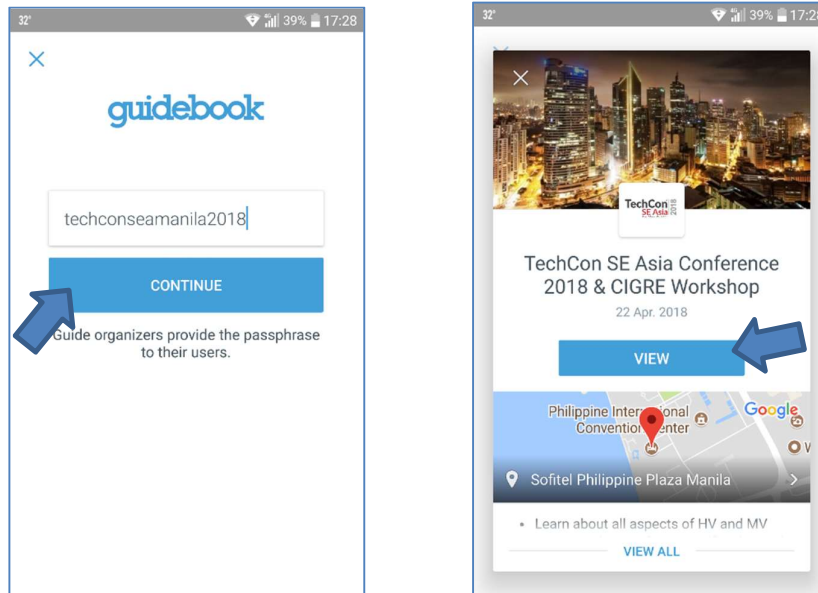 32°
39% 17:28
guidebook
techconseamanila2018
CONTINUE
Guide organizers provide the passphrase
to their users.
32°
39% 17:28
TechCon
SE Asia
2018
TechCon SE Asia Conference
2018 & CIGRE Workshop
22 Apr. 2018
VIEW
Philippine International
Convention Center
Google
Sofitel Philippine Plaza Manila
• Learn about all aspects of HV and MV
VIEW ALL